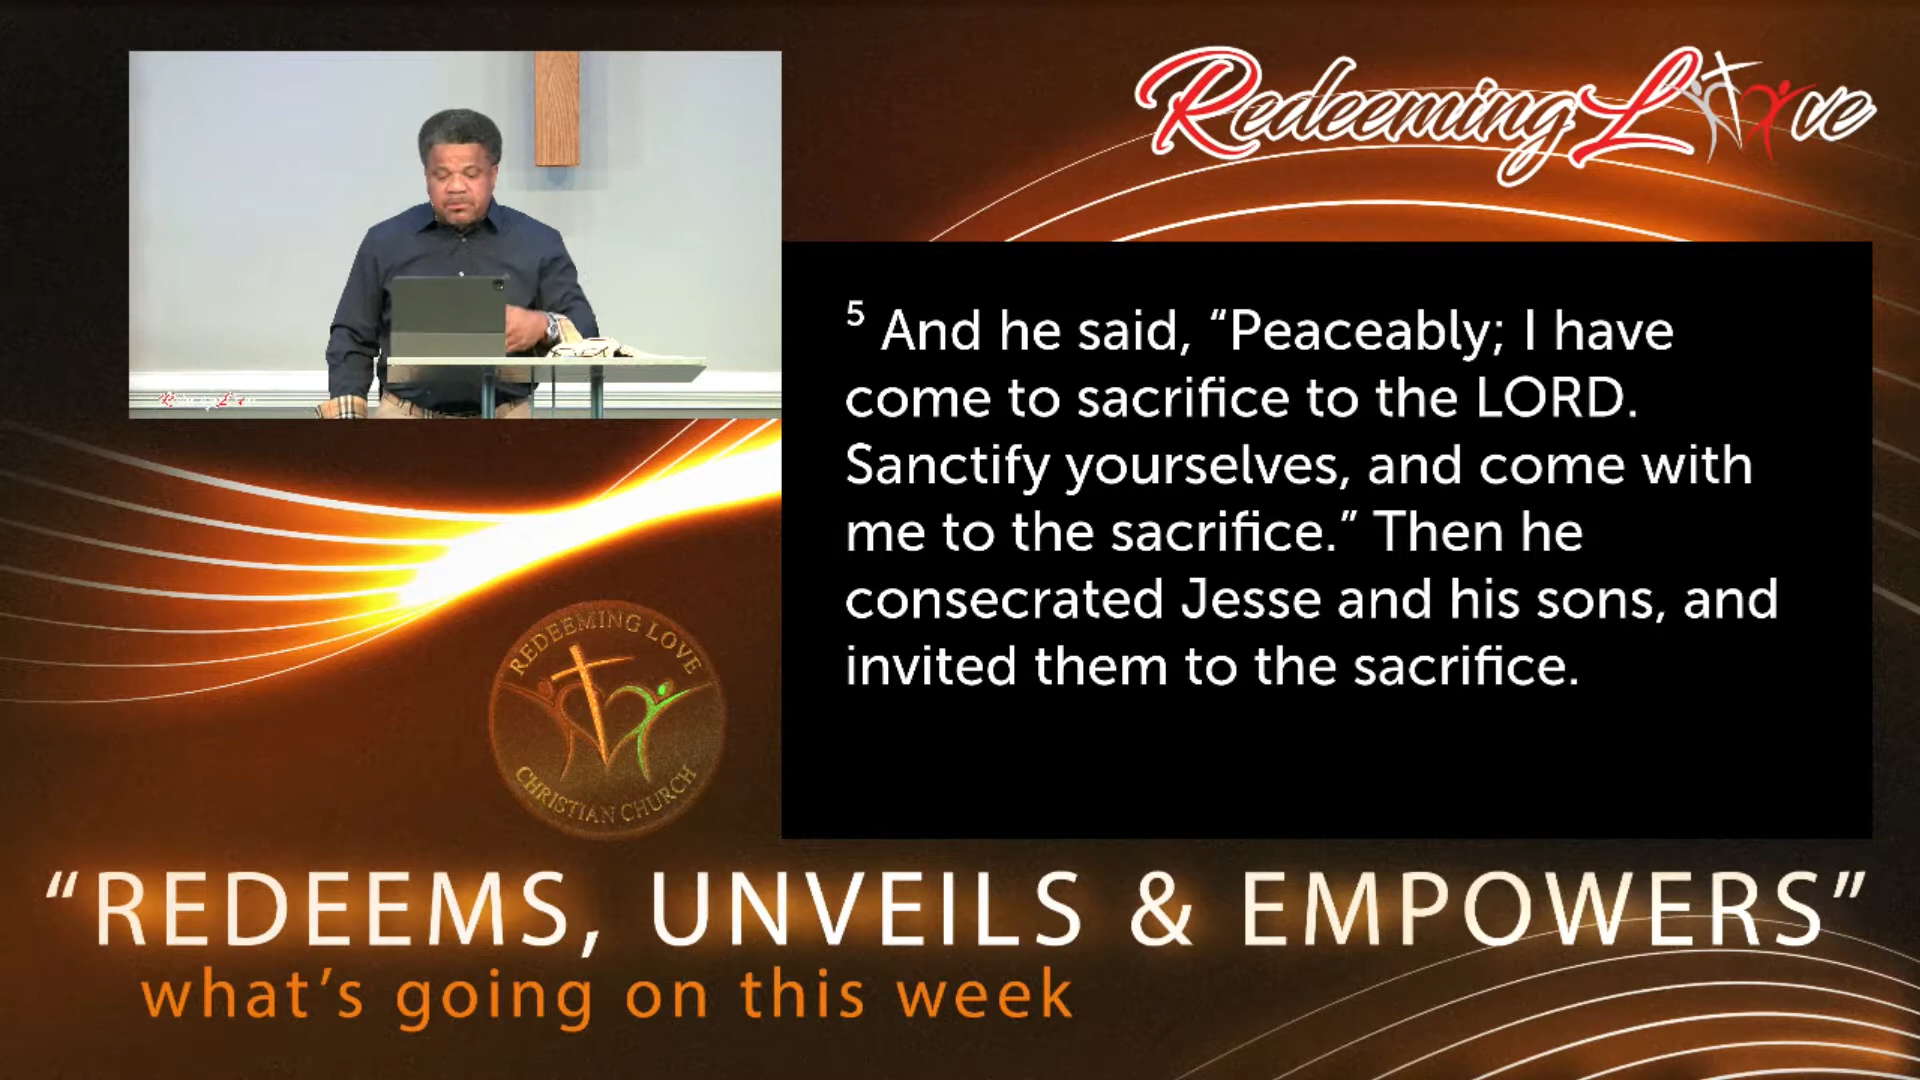 Redeeming Love
5 And he said, “Peaceably; I have
come to sacrifice to the LORD.
Sanctify yourselves, and come with
me to the sacrifice.” Then he
consecrated Jesse and his sons, and
invited them to the sacrifice.
REDEEMING LOVE
CHRISTIAN CHURCH
“REDEEMS, UNVEILS & EMPOWERS”
what’s going on this week
Redeeming Love